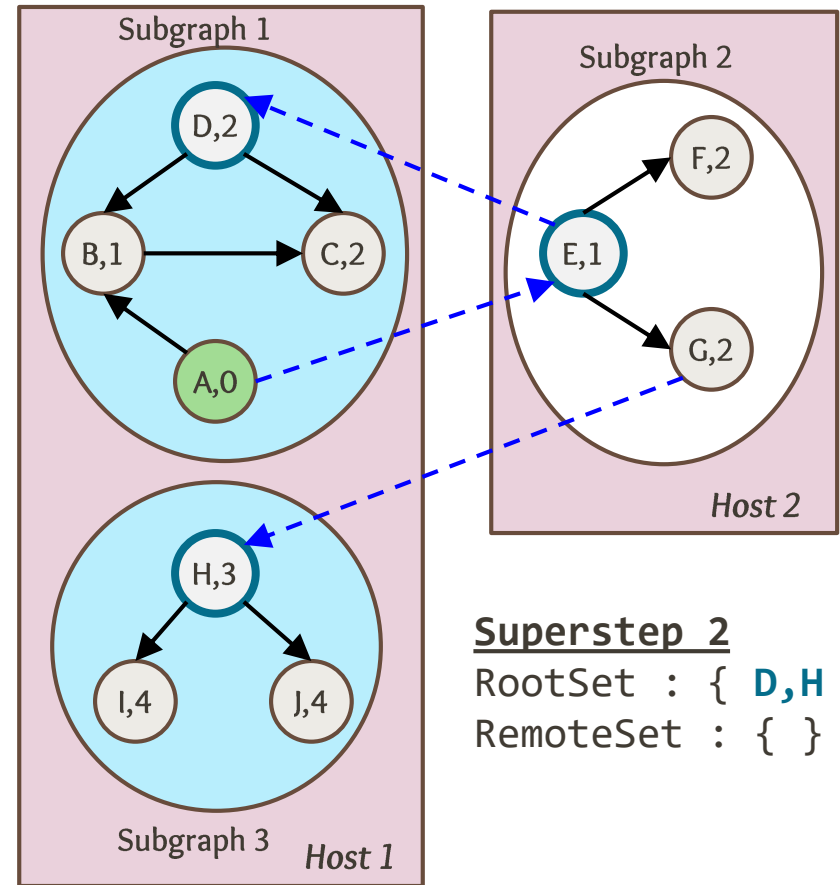 Subgraph 1
D,2
B,1
C,2
A,0
Subgraph 2
F,2
E,1
G,2
Host 2
H,3
I,4
J,4
Subgraph 3
Host 1
Superstep 2
RootSet : { D,H
RemoteSet : { }